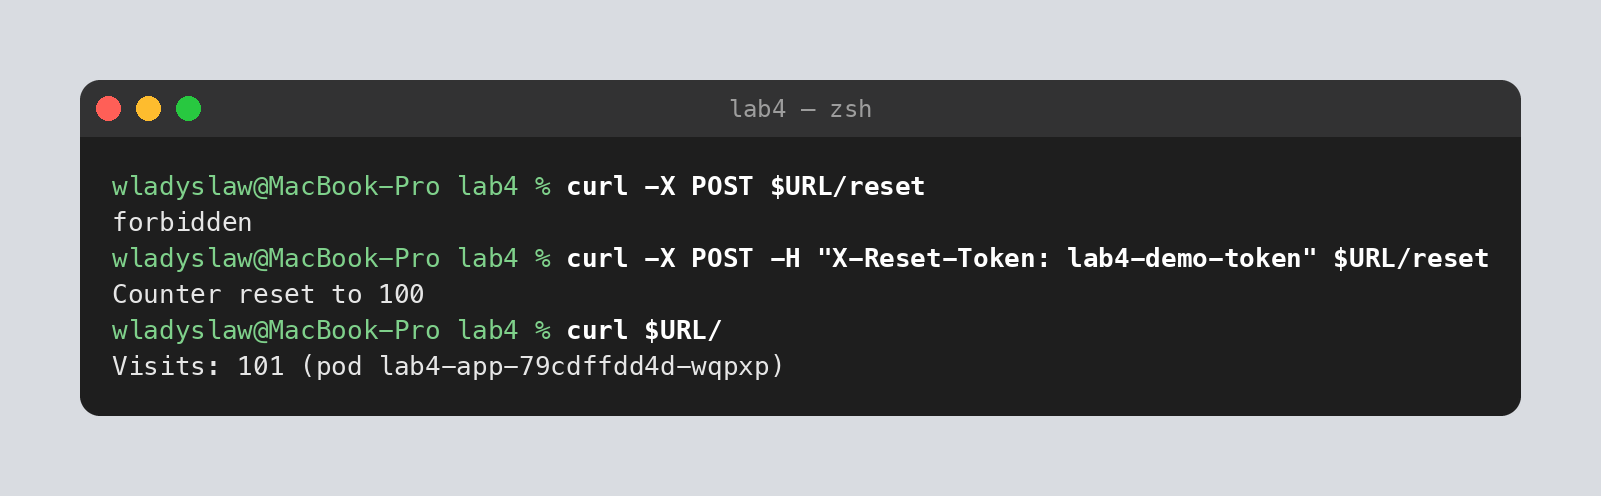 lab4 — zsh
wladyslaw@MacBook-Pro lab4 % curl -X POST $URL/reset
forbidden
wladyslaw@MacBook-Pro lab4 % curl -X POST -H "X-Reset-Token: lab4-demo-token" $URL/reset
Counter reset to 100
wladyslaw@MacBook-Pro lab4 % curl $URL/
Visits: 101 (pod lab4-app-79cdffdd4d-wqpxp)